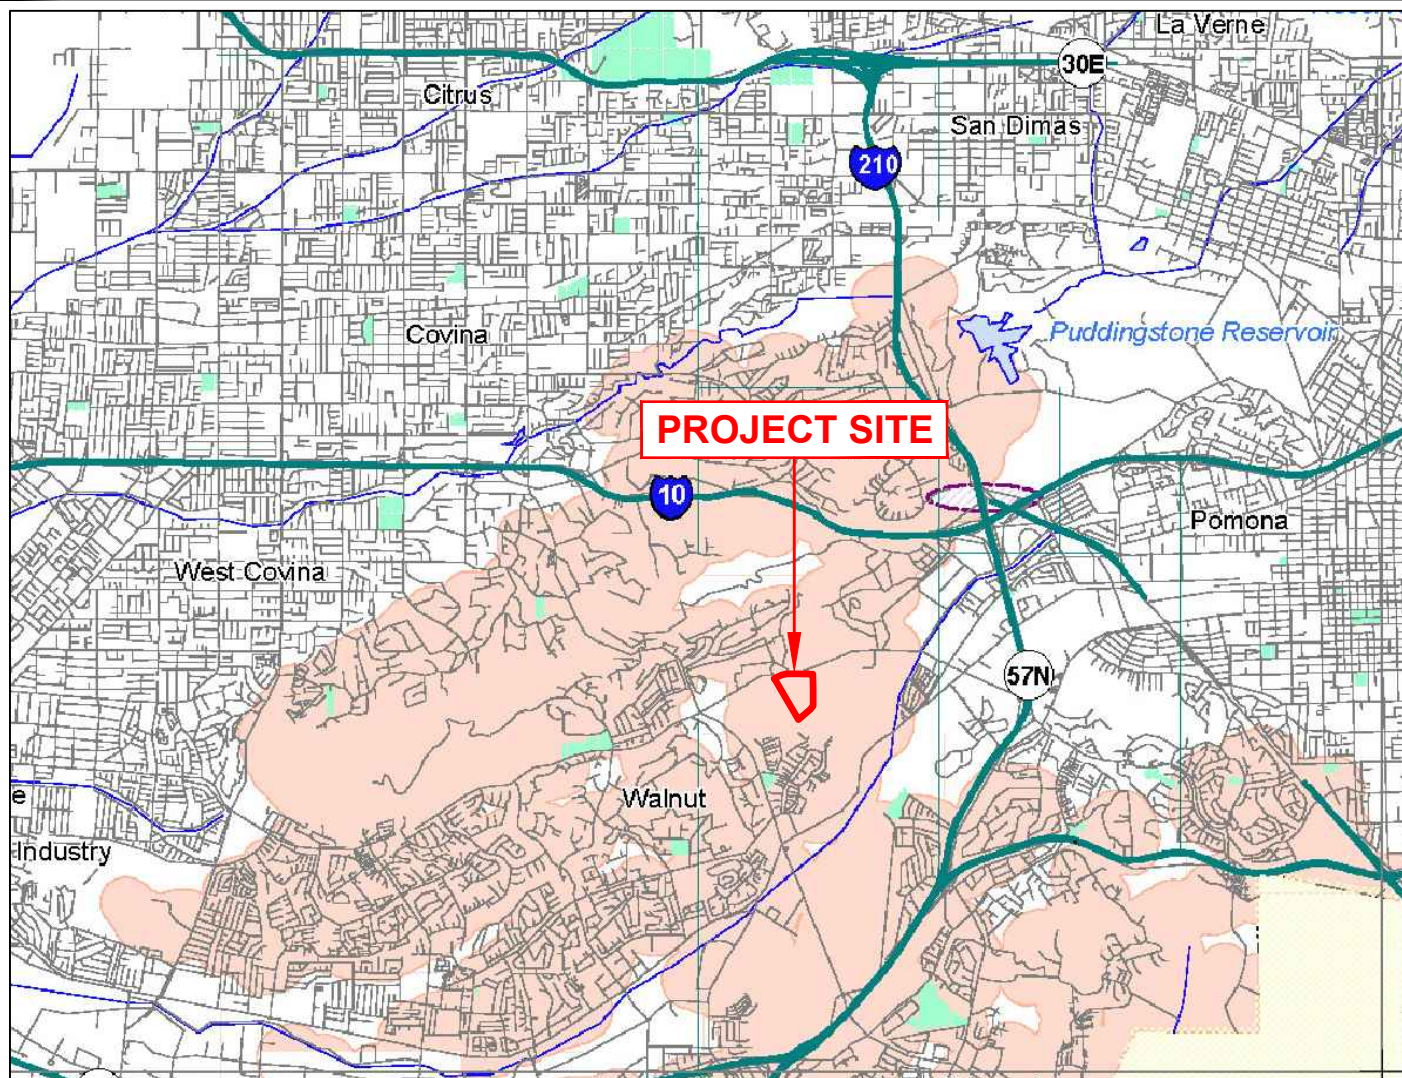 La Verne
30E
Citrus
San Dimas
210
Covina
Puddingstone Reservoir
PROJECT SITE
10
Pomona
West Covina
57N
Walnut
e
Industry